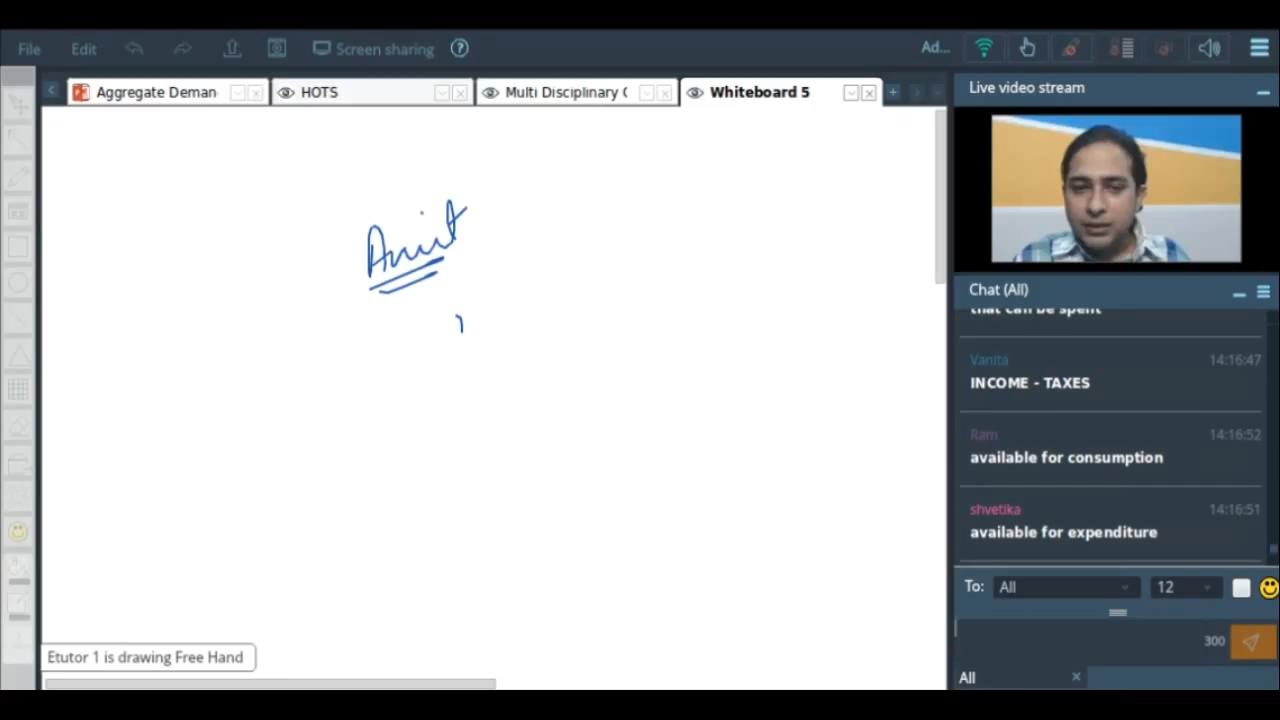 File Edit Screen sharing ? Ad...
Aggregate Deman HOTS Multi Disciplinary C Whiteboard 5
Amit
Etutor 1 is drawing Free Hand
Live video stream
Chat (All)
that can be spent
Vanita 14:16:47
INCOME - TAXES
Ram 14:16:52
available for consumption
shvetika 14:16:51
available for expenditure
To: All 12
300
All